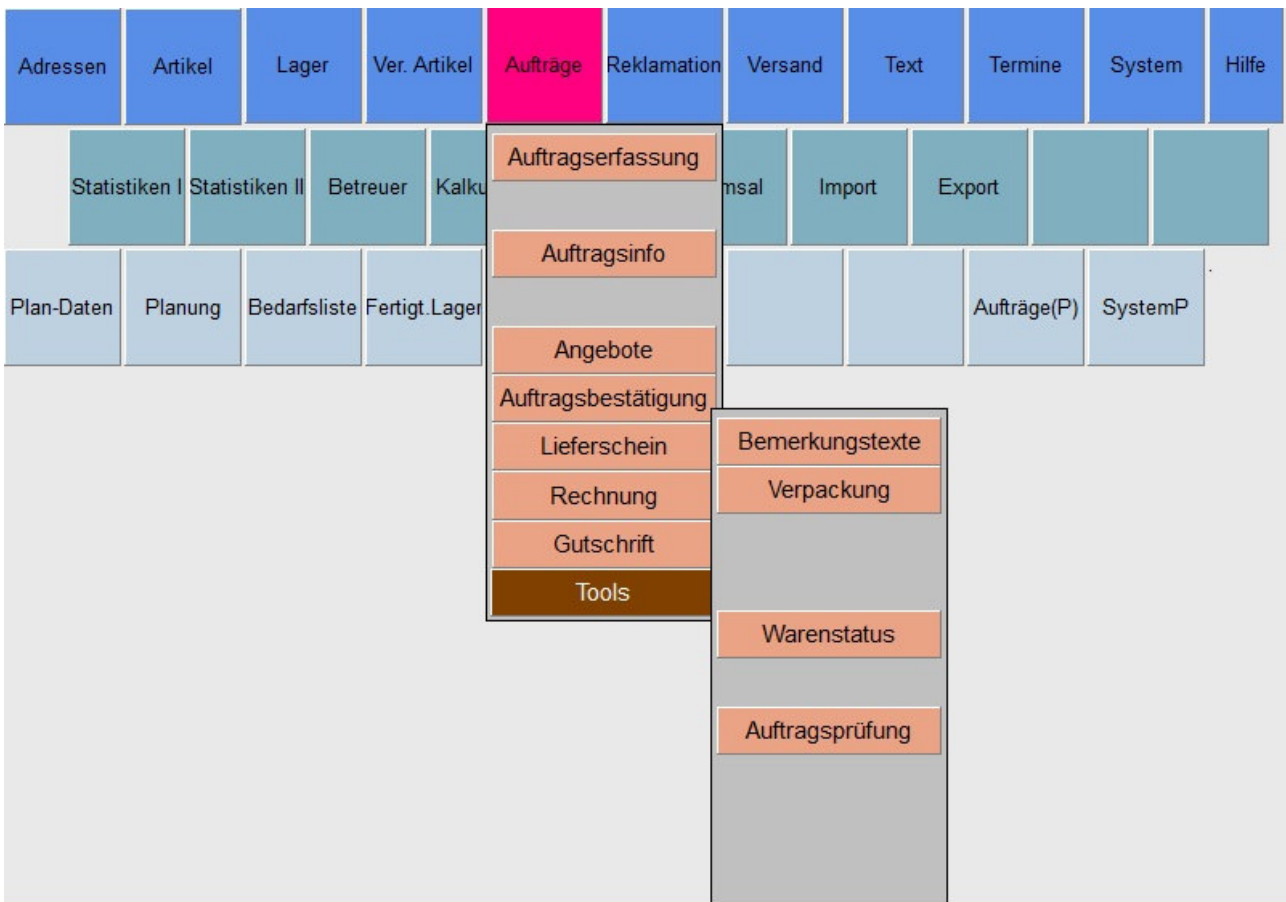 Adressen Artikel Lager Ver. Artikel Aufträge Reklamation Versand Text Termine System Hilfe
Statistiken I Statistiken II Betreuer Import Export
Plan-Daten Planung Bedarfsliste Fertigt.Lager Aufträge(P) SystemP
Auftragserfassung
Auftragsinfo
Angebote
Auftragsbestätigung
Lieferschein
Rechnung
Gutschrift
Tools
Bemerkungstexte
Verpackung
Warenstatus
Auftragsprüfung